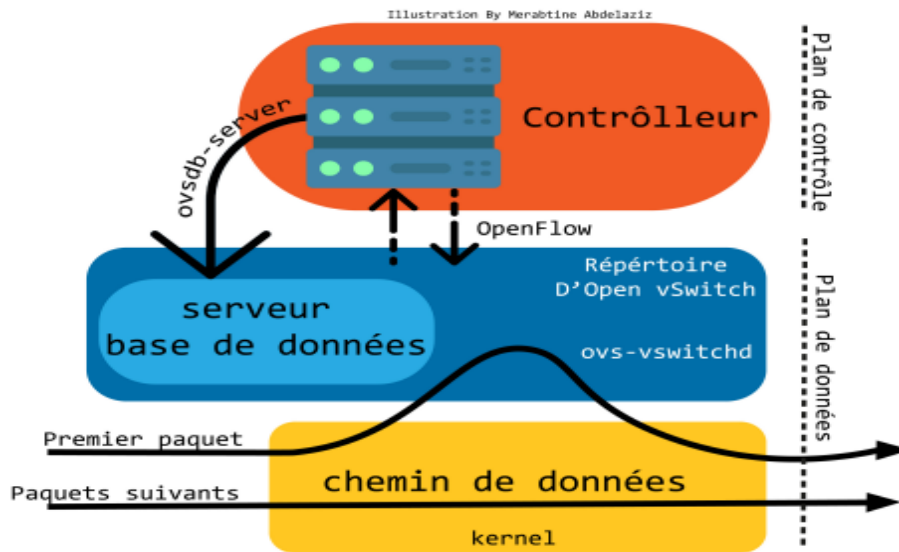 Illustration By Merabtine Abdelaziz
Contrôlleur
Plan de contrôle
ovsdb-server
OpenFlow
Répértoire
D'Open vSwitch
serveur
base de données
ovs-vswitchd
Plan de données
Premier paquet
chemin de données
Paquets suivants
kernel